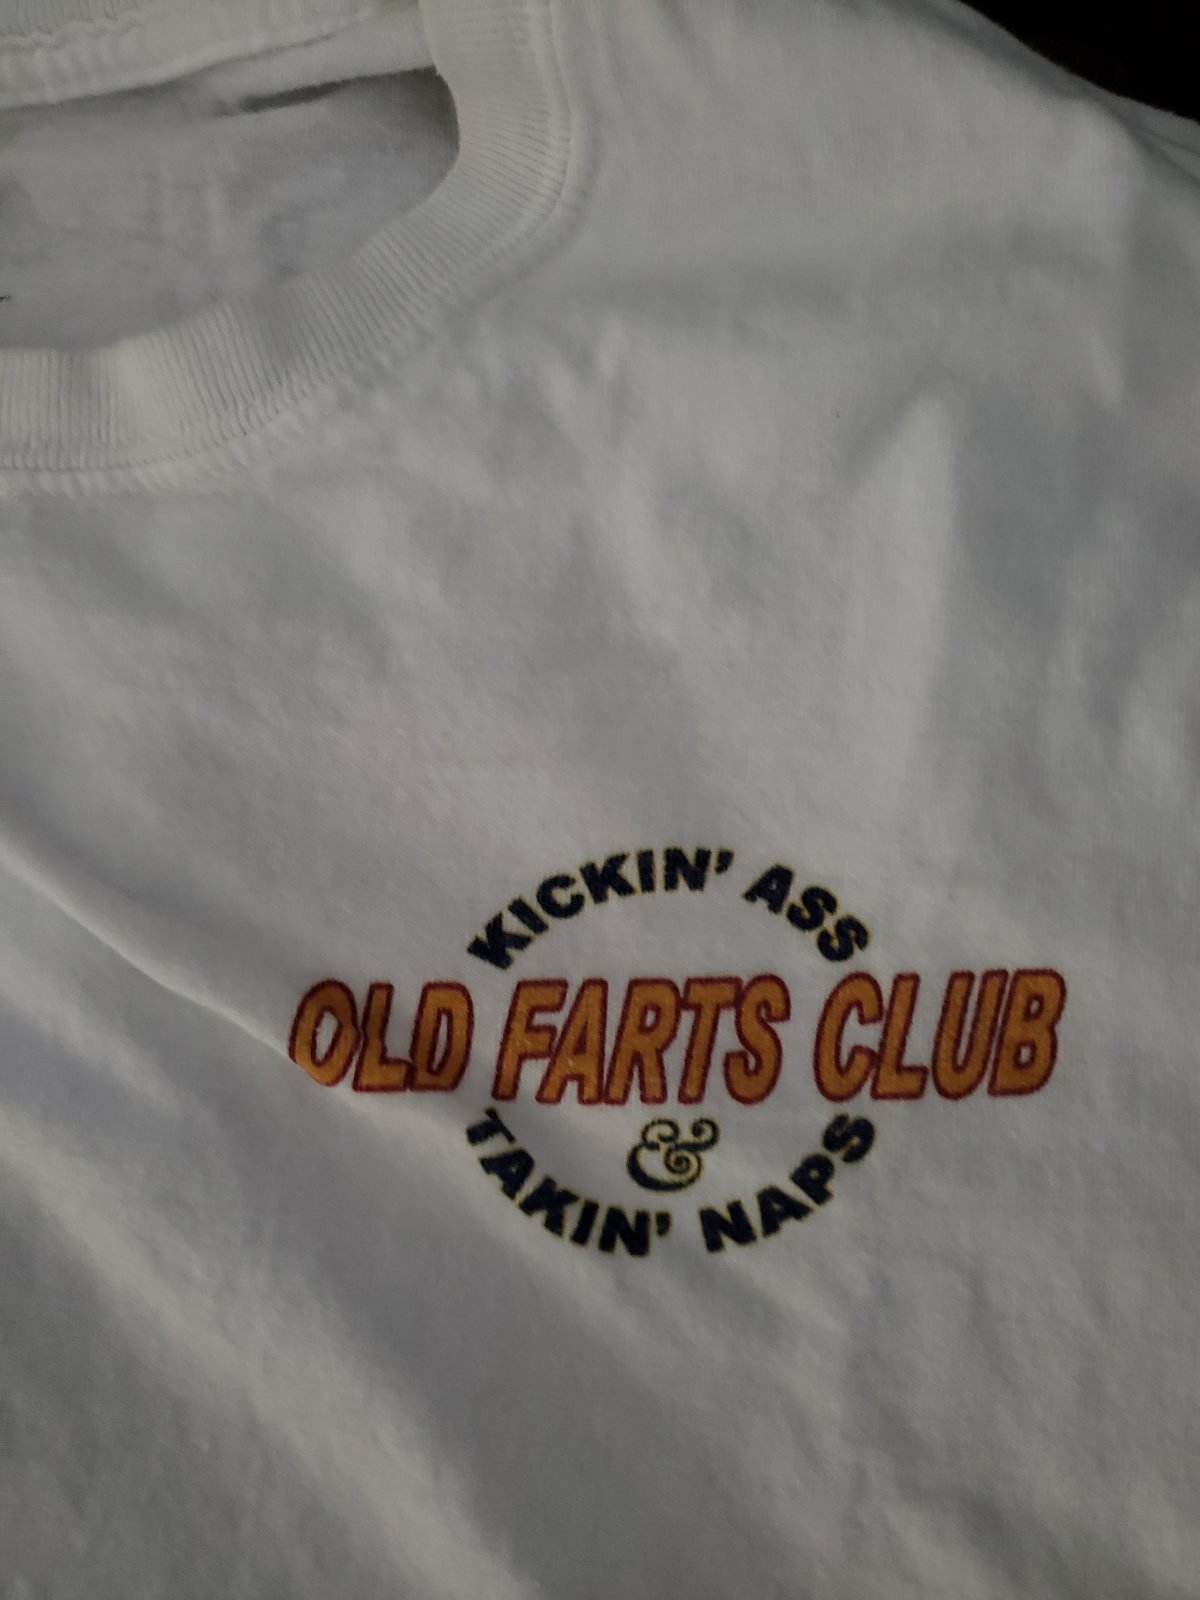 KICKIN' ASS
OLD FARTS CLUB
&
TAKIN' NAPS